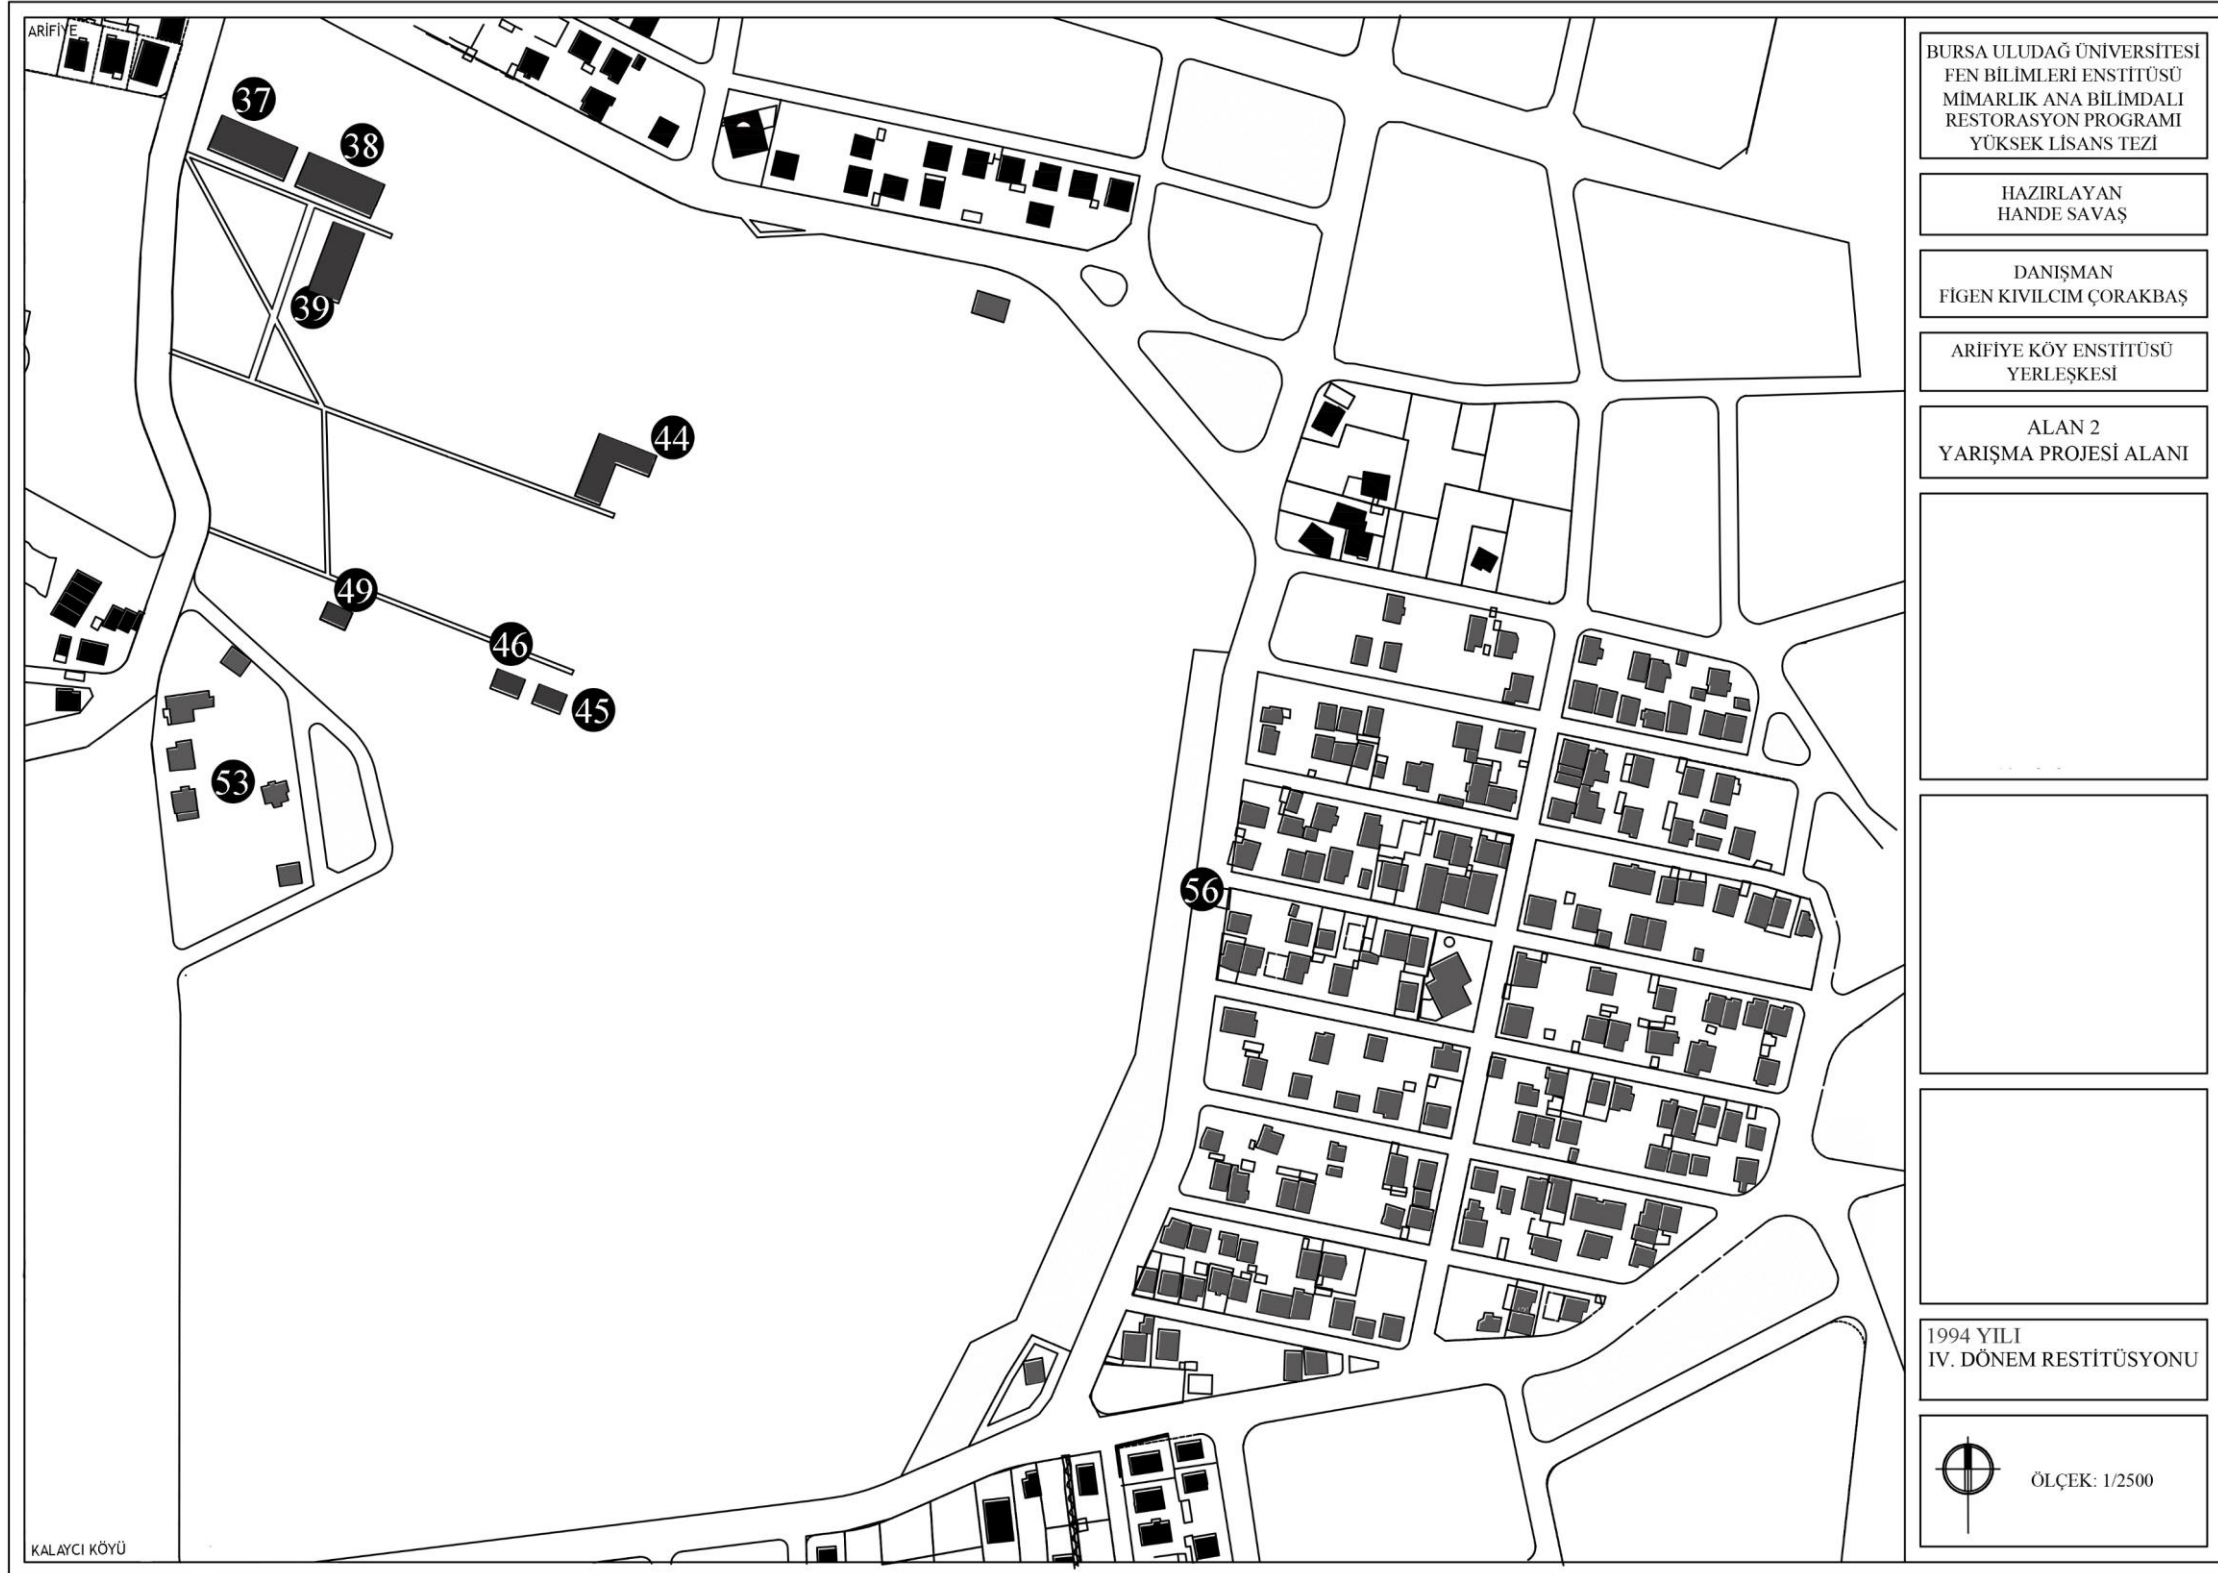 ARİFİYE
37
38
39
44
49
46
45
53
56
KALAYCI KÖYÜ
BURSA ULUDAĞ ÜNİVERSİTESİ
FEN BİLİMLERİ ENSTİTÜSÜ
MİMARLIK ANA BİLİMDALI
RESTORASYON PROGRAMI
YÜKSEK LİSANS TEZİ
HAZIRLAYAN
HANDE SAVAŞ
DANIŞMAN
FİGEN KIVILCIM ÇORAKBAŞ
ARİFİYE KÖY ENSTİTÜSÜ
YERLEŞKESİ
ALAN 2
YARIŞMA PROJESİ ALANI
1994 YILI
IV. DÖNEM RESTİTÜSYONU
ÖLÇEK: 1/2500